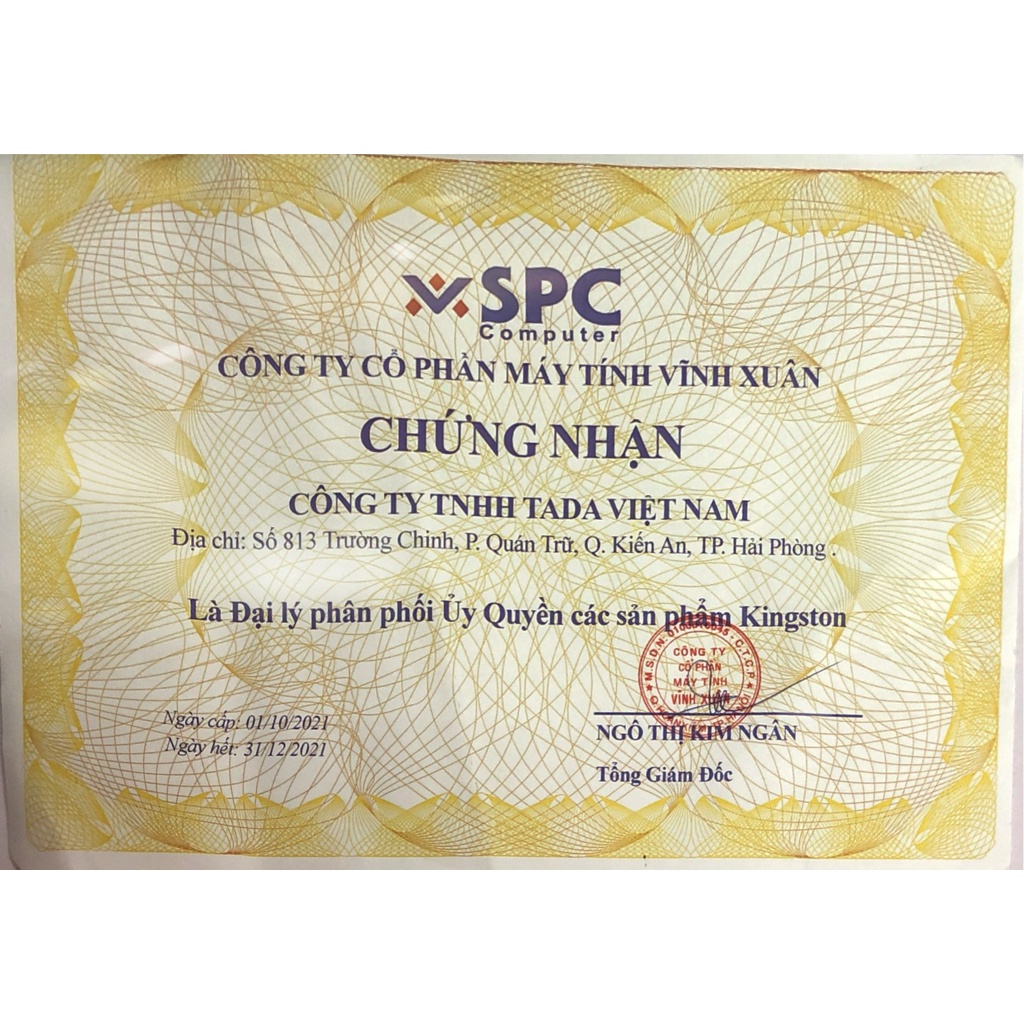 SPC
Computer
CÔNG TY CỔ PHẦN MÁY TÍNH VĨNH XUÂN
CHỨNG NHẬN
CÔNG TY TNHH TADA VIỆT NAM
Địa chỉ: Số 813 Trường Chinh, P. Quán Trữ, Q. Kiến An, TP. Hải Phòng .
Là Đại lý phân phối Ủy Quyền các sản phẩm Kingston
M.S.D.N:
C.T.C.P
CÔNG TY
CỔ PHẦN
MÁY TÍNH
VĨNH XUÂN
Ngày cấp: 01/10/2021
Ngày hết: 31/12/2021
NGÔ THỊ KIM NGÂN
Tổng Giám Đốc